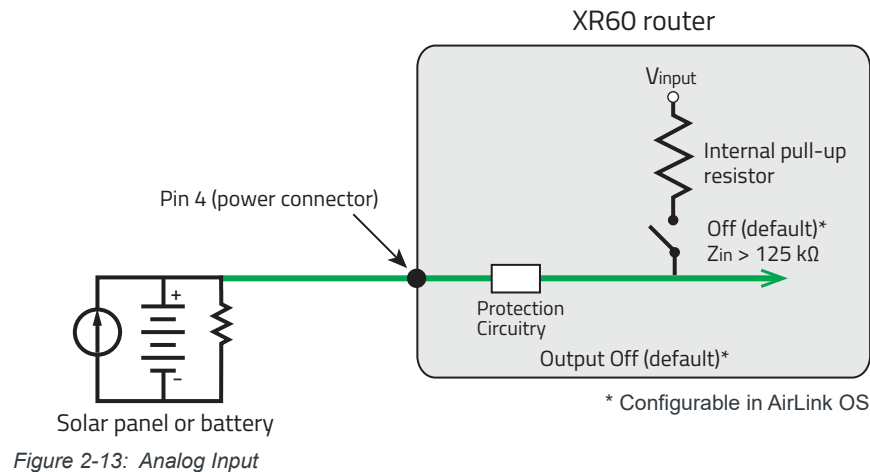 XR60 router
Vinput
Internal pull-up
resistor
Pin 4 (power connector)
Off (default)*
Zin > 125 kΩ
+
Protection
Circuitry
–
Output Off (default)*
* Configurable in AirLink OS
Solar panel or battery
Figure 2-13: Analog Input